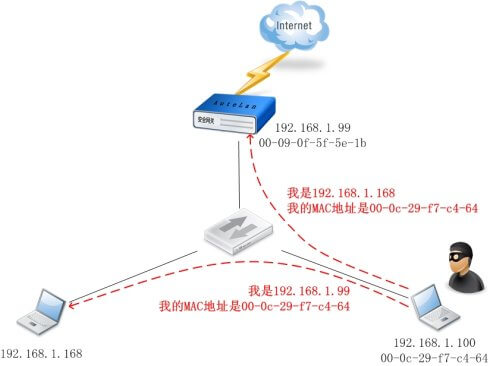 Internet
AutoLan
安全网关
192.168.1.99
00-09-0f-5f-5e-1b
我是192.168.1.168
我的MAC地址是00-0c-29-f7-c4-64
我是192.168.1.99
我的MAC地址是00-0c-29-f7-c4-64
192.168.1.168
192.168.1.100
00-0c-29-f7-c4-64